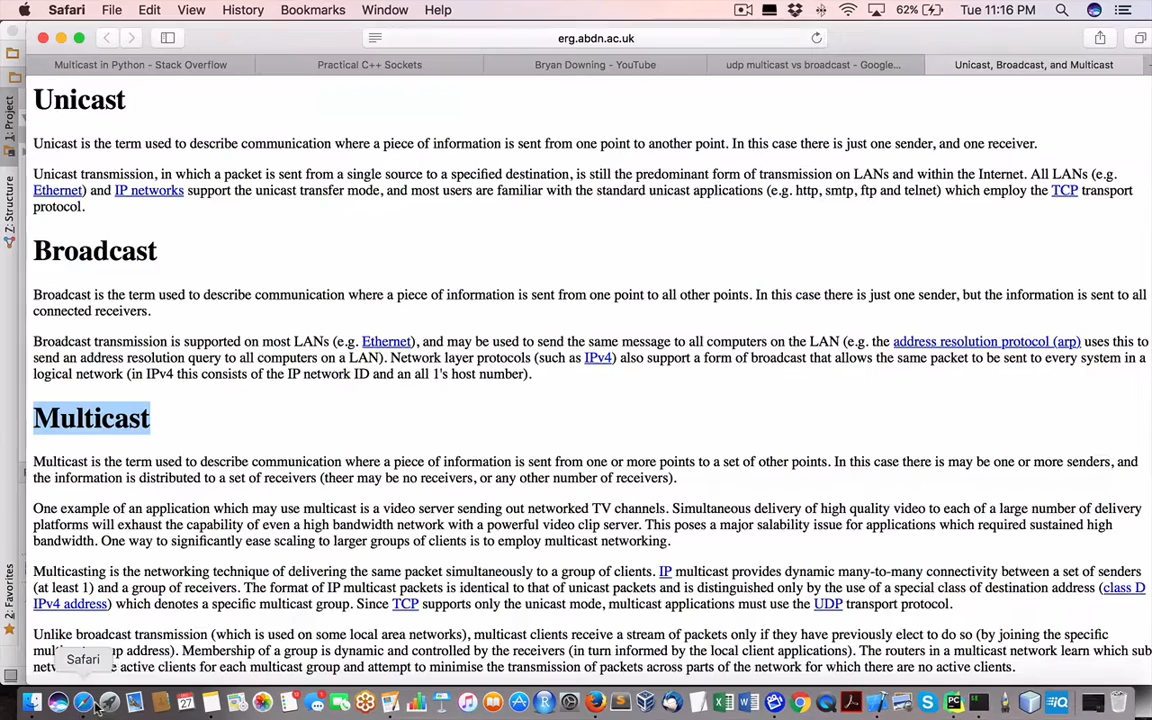 Safari File Edit View History Bookmarks Window Help 62% Tue 11:16 PM
erg.abdn.ac.uk
Multicast in Python - Stack Overflow Practical C++ Sockets Bryan Downing - YouTube udp multicast vs broadcast - Google... Unicast, Broadcast, and Multicast
1: Project
Z: Structure
2: Favorites
Unicast
Unicast is the term used to describe communication where a piece of information is sent from one point to another point. In this case there is just one sender, and one receiver.
Unicast transmission, in which a packet is sent from a single source to a specified destination, is still the predominant form of transmission on LANs and within the Internet. All LANs (e.g.
Ethernet) and IP networks support the unicast transfer mode, and most users are familiar with the standard unicast applications (e.g. http, smtp, ftp and telnet) which employ the TCP transport
protocol.
Broadcast
Broadcast is the term used to describe communication where a piece of information is sent from one point to all other points. In this case there is just one sender, but the information is sent to all
connected receivers.
Broadcast transmission is supported on most LANs (e.g. Ethernet), and may be used to send the same message to all computers on the LAN (e.g. the address resolution protocol (arp) uses this to
send an address resolution query to all computers on a LAN). Network layer protocols (such as IPv4) also support a form of broadcast that allows the same packet to be sent to every system in a
logical network (in IPv4 this consists of the IP network ID and an all 1's host number).
Multicast
Multicast is the term used to describe communication where a piece of information is sent from one or more points to a set of other points. In this case there is may be one or more senders, and
the information is distributed to a set of receivers (theer may be no receivers, or any other number of receivers).
One example of an application which may use multicast is a video server sending out networked TV channels. Simultaneous delivery of high quality video to each of a large number of delivery
platforms will exhaust the capability of even a high bandwidth network with a powerful video clip server. This poses a major salability issue for applications which required sustained high
bandwidth. One way to significantly ease scaling to larger groups of clients is to employ multicast networking.
Multicasting is the networking technique of delivering the same packet simultaneously to a group of clients. IP multicast provides dynamic many-to-many connectivity between a set of senders
(at least 1) and a group of receivers. The format of IP multicast packets is identical to that of unicast packets and is distinguished only by the use of a special class of destination address (class D
IPv4 address) which denotes a specific multicast group. Since TCP supports only the unicast mode, multicast applications must use the UDP transport protocol.
Unlike broadcast transmission (which is used on some local area networks), multicast clients receive a stream of packets only if they have previously elect to do so (by joining the specific
address). Membership of a group is dynamic and controlled by the receivers (in turn informed by the local client applications). The routers in a multicast network learn which sub
active clients for each multicast group and attempt to minimise the transmission of packets across parts of the network for which there are no active clients.
Safari